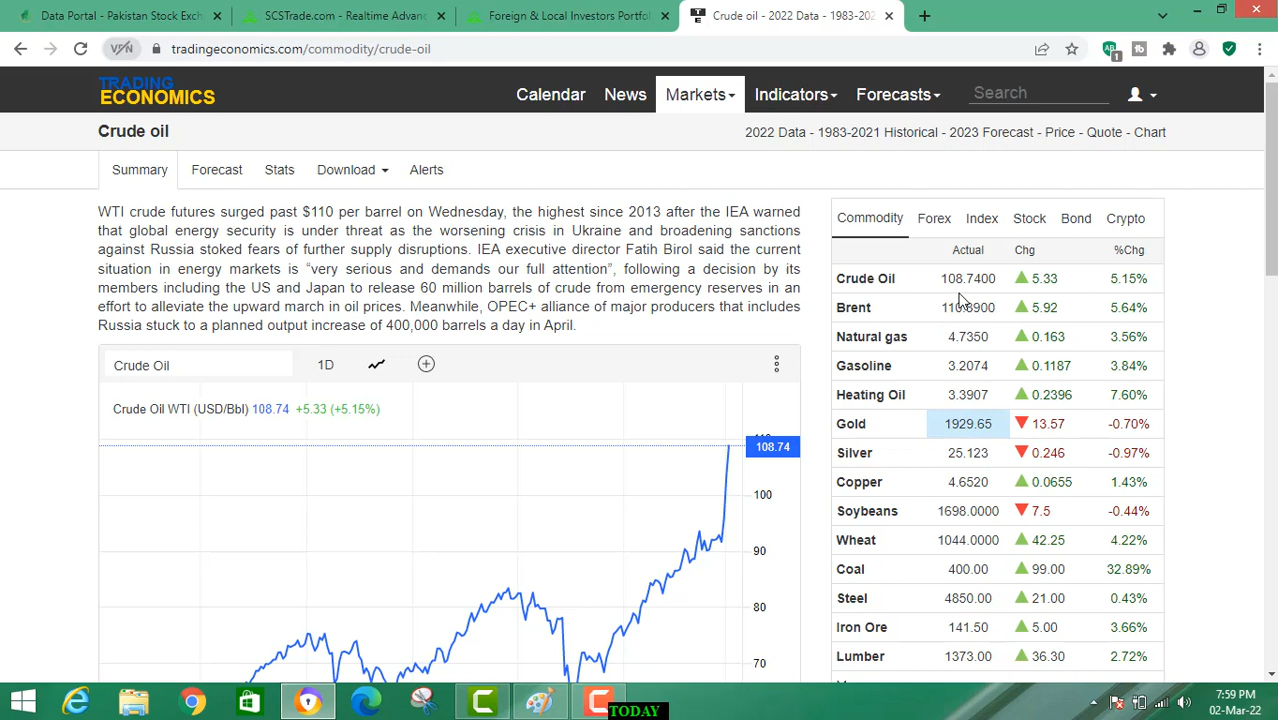 Data Portal - Pakistan Stock Exch
SCSTrade.com - Realtime Advanc
Foreign & Local Investors Portfol
Crude oil - 2022 Data - 1983-202
VPN
tradingeconomics.com/commodity/crude-oil
1
TRADING
ECONOMICS
Calendar
News
Markets
Indicators
Forecasts
Search
Crude oil
2022 Data - 1983-2021 Historical - 2023 Forecast - Price - Quote - Chart
Summary
Forecast
Stats
Download
Alerts
WTI crude futures surged past $110 per barrel on Wednesday, the highest since 2013 after the IEA warned
that global energy security is under threat as the worsening crisis in Ukraine and broadening sanctions
against Russia stoked fears of further supply disruptions. IEA executive director Fatih Birol said the current
situation in energy markets is “very serious and demands our full attention”, following a decision by its
members including the US and Japan to release 60 million barrels of crude from emergency reserves in an
effort to alleviate the upward march in oil prices. Meanwhile, OPEC+ alliance of major producers that includes
Russia stuck to a planned output increase of 400,000 barrels a day in April.
Crude Oil
1D
Crude Oil WTI (USD/Bbl) 108.74 +5.33 (+5.15%)
108.74
100
90
80
70
Commodity Forex Index Stock Bond Crypto
Actual Chg %Chg
Crude Oil 108.7400 5.33 5.15%
Brent 5.92 5.64%
Natural gas 4.7350 0.163 3.56%
Gasoline 3.2074 0.1187 3.84%
Heating Oil 3.3907 0.2396 7.60%
Gold 1929.65 13.57 -0.70%
Silver 25.123 0.246 -0.97%
Copper 4.6520 0.0655 1.43%
Soybeans 1698.0000 7.5 -0.44%
Wheat 1044.0000 42.25 4.22%
Coal 400.00 99.00 32.89%
Steel 4850.00 21.00 0.43%
Iron Ore 141.50 5.00 3.66%
Lumber 1373.00 36.30 2.72%
TODAY
7:59 PM
02-Mar-22